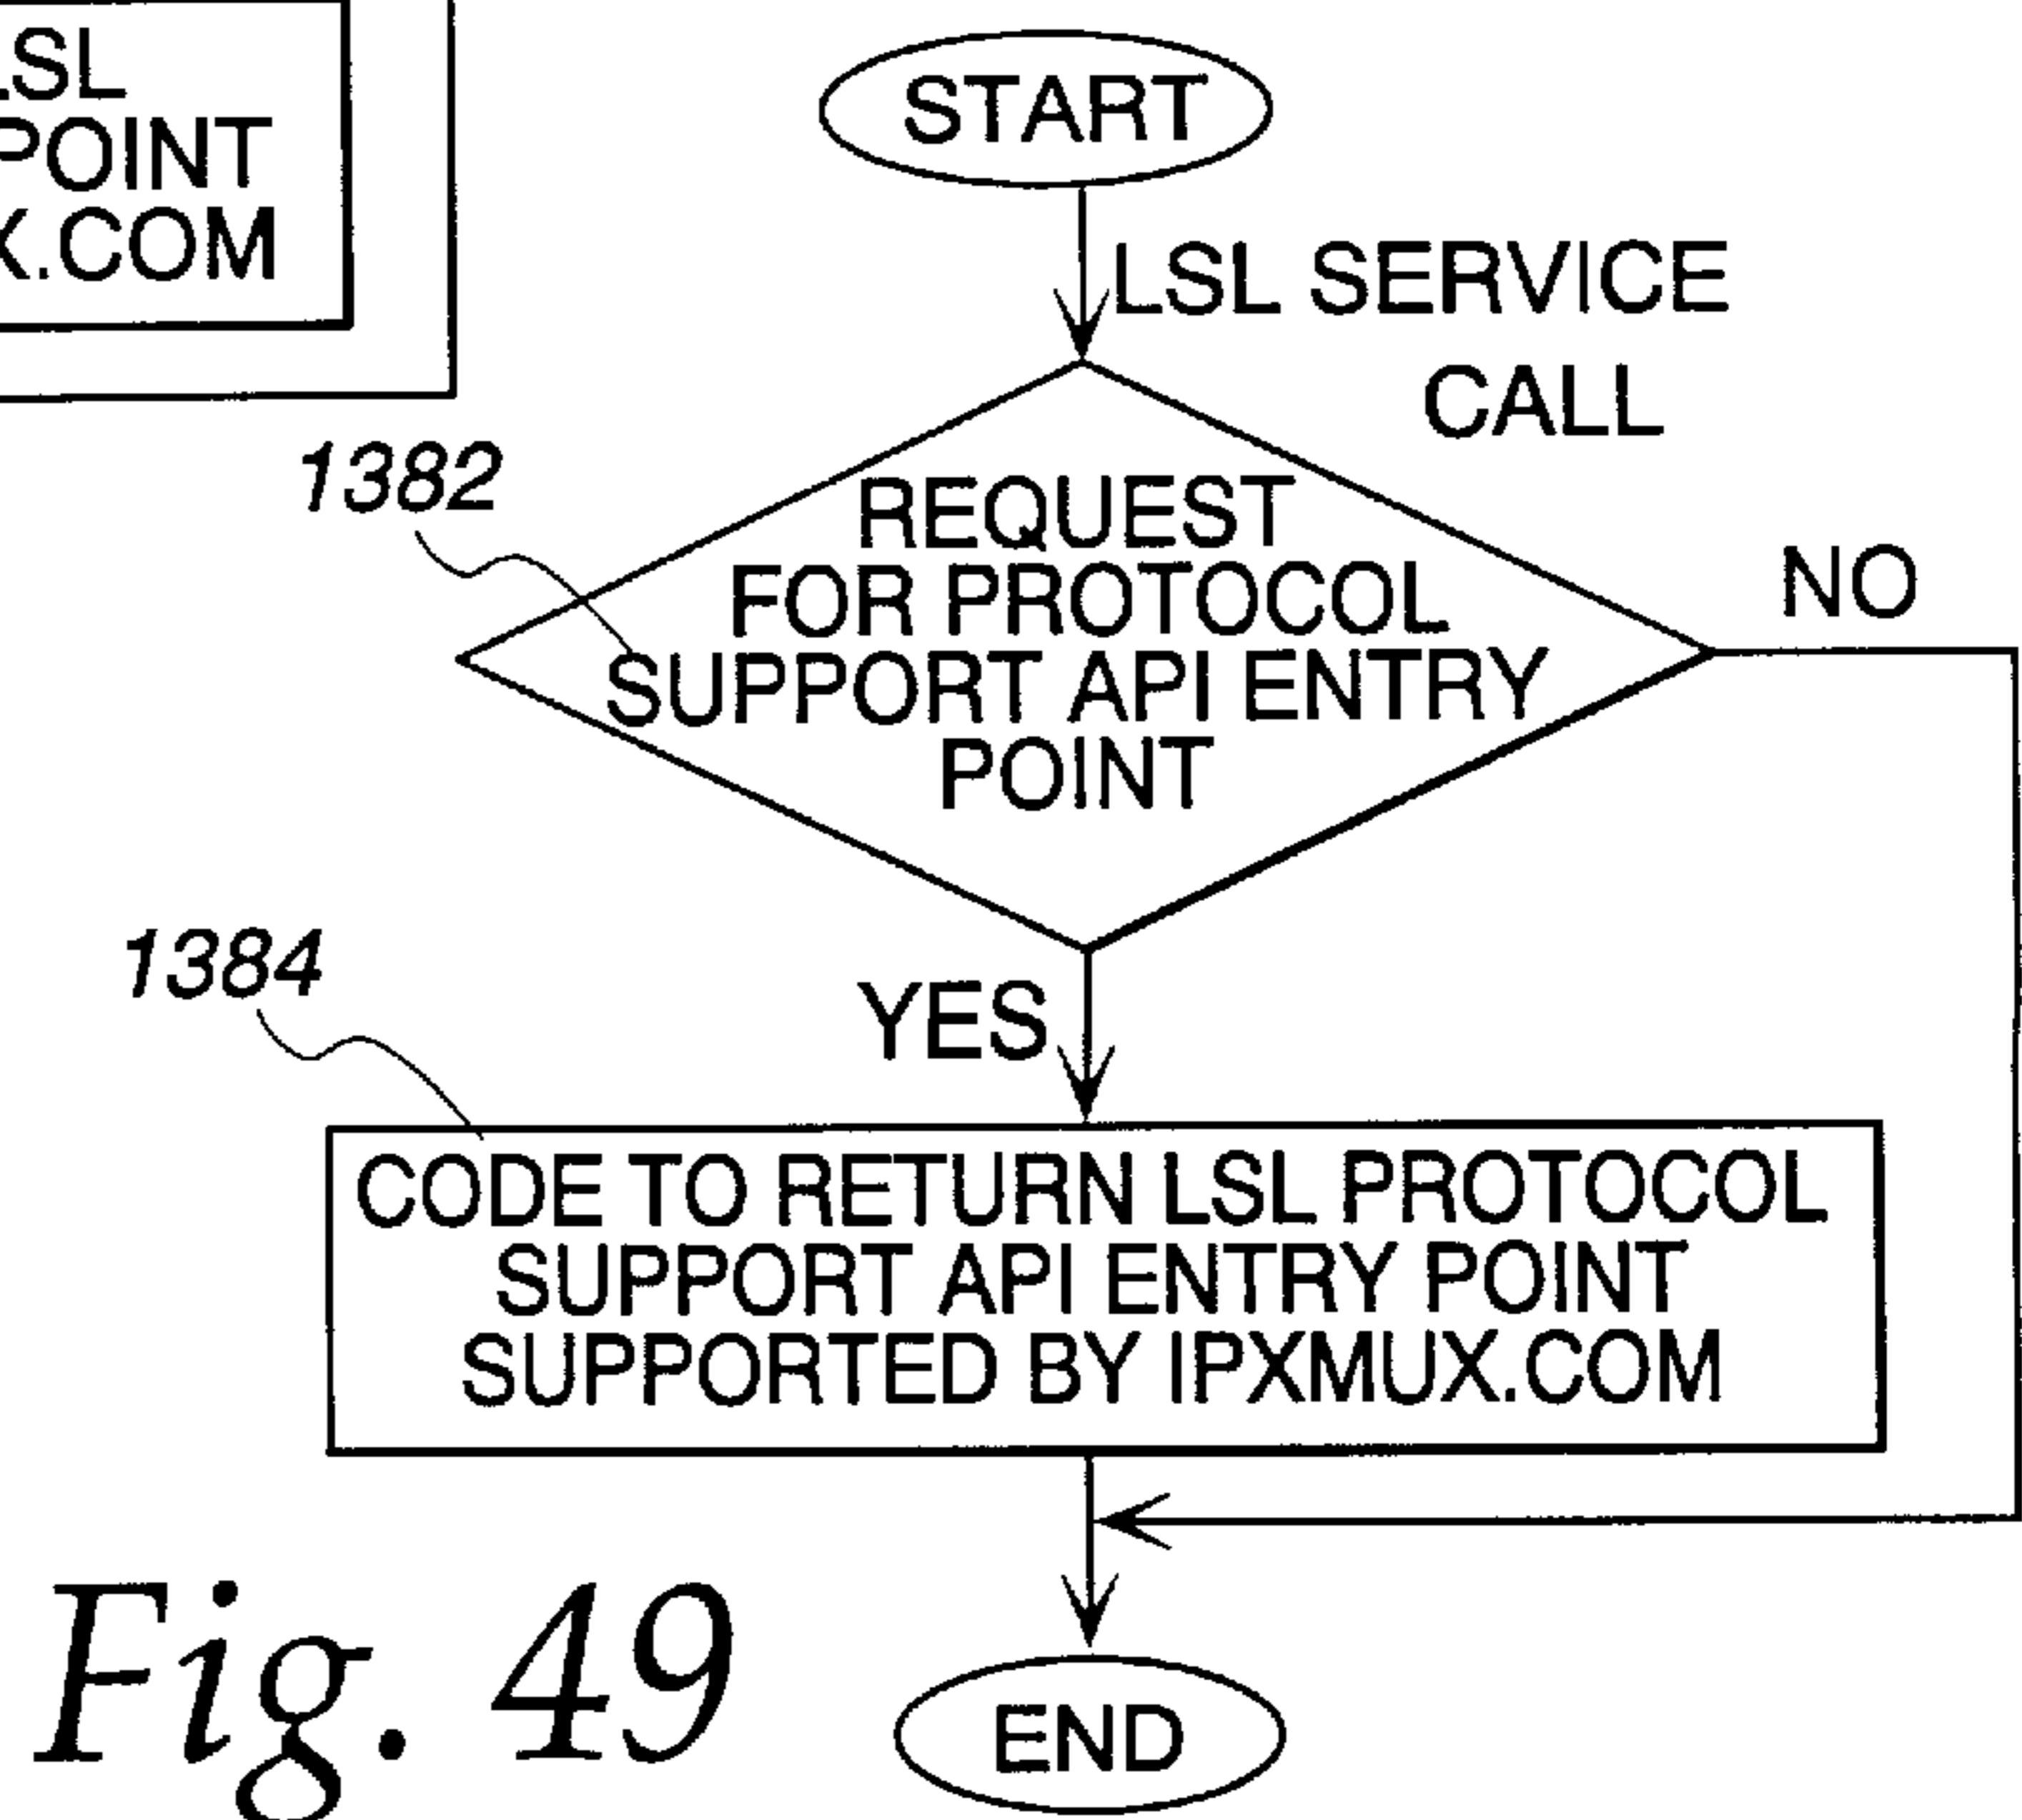 LSL
POINT
X.COM
START
LSL SERVICE
CALL
1382
REQUEST
FOR PROTOCOL
SUPPORT API ENTRY
POINT
NO
1384
YES
CODE TO RETURN LSL PROTOCOL
SUPPORT API ENTRY POINT
SUPPORTED BY IPXMUX.COM
Fig. 49
END